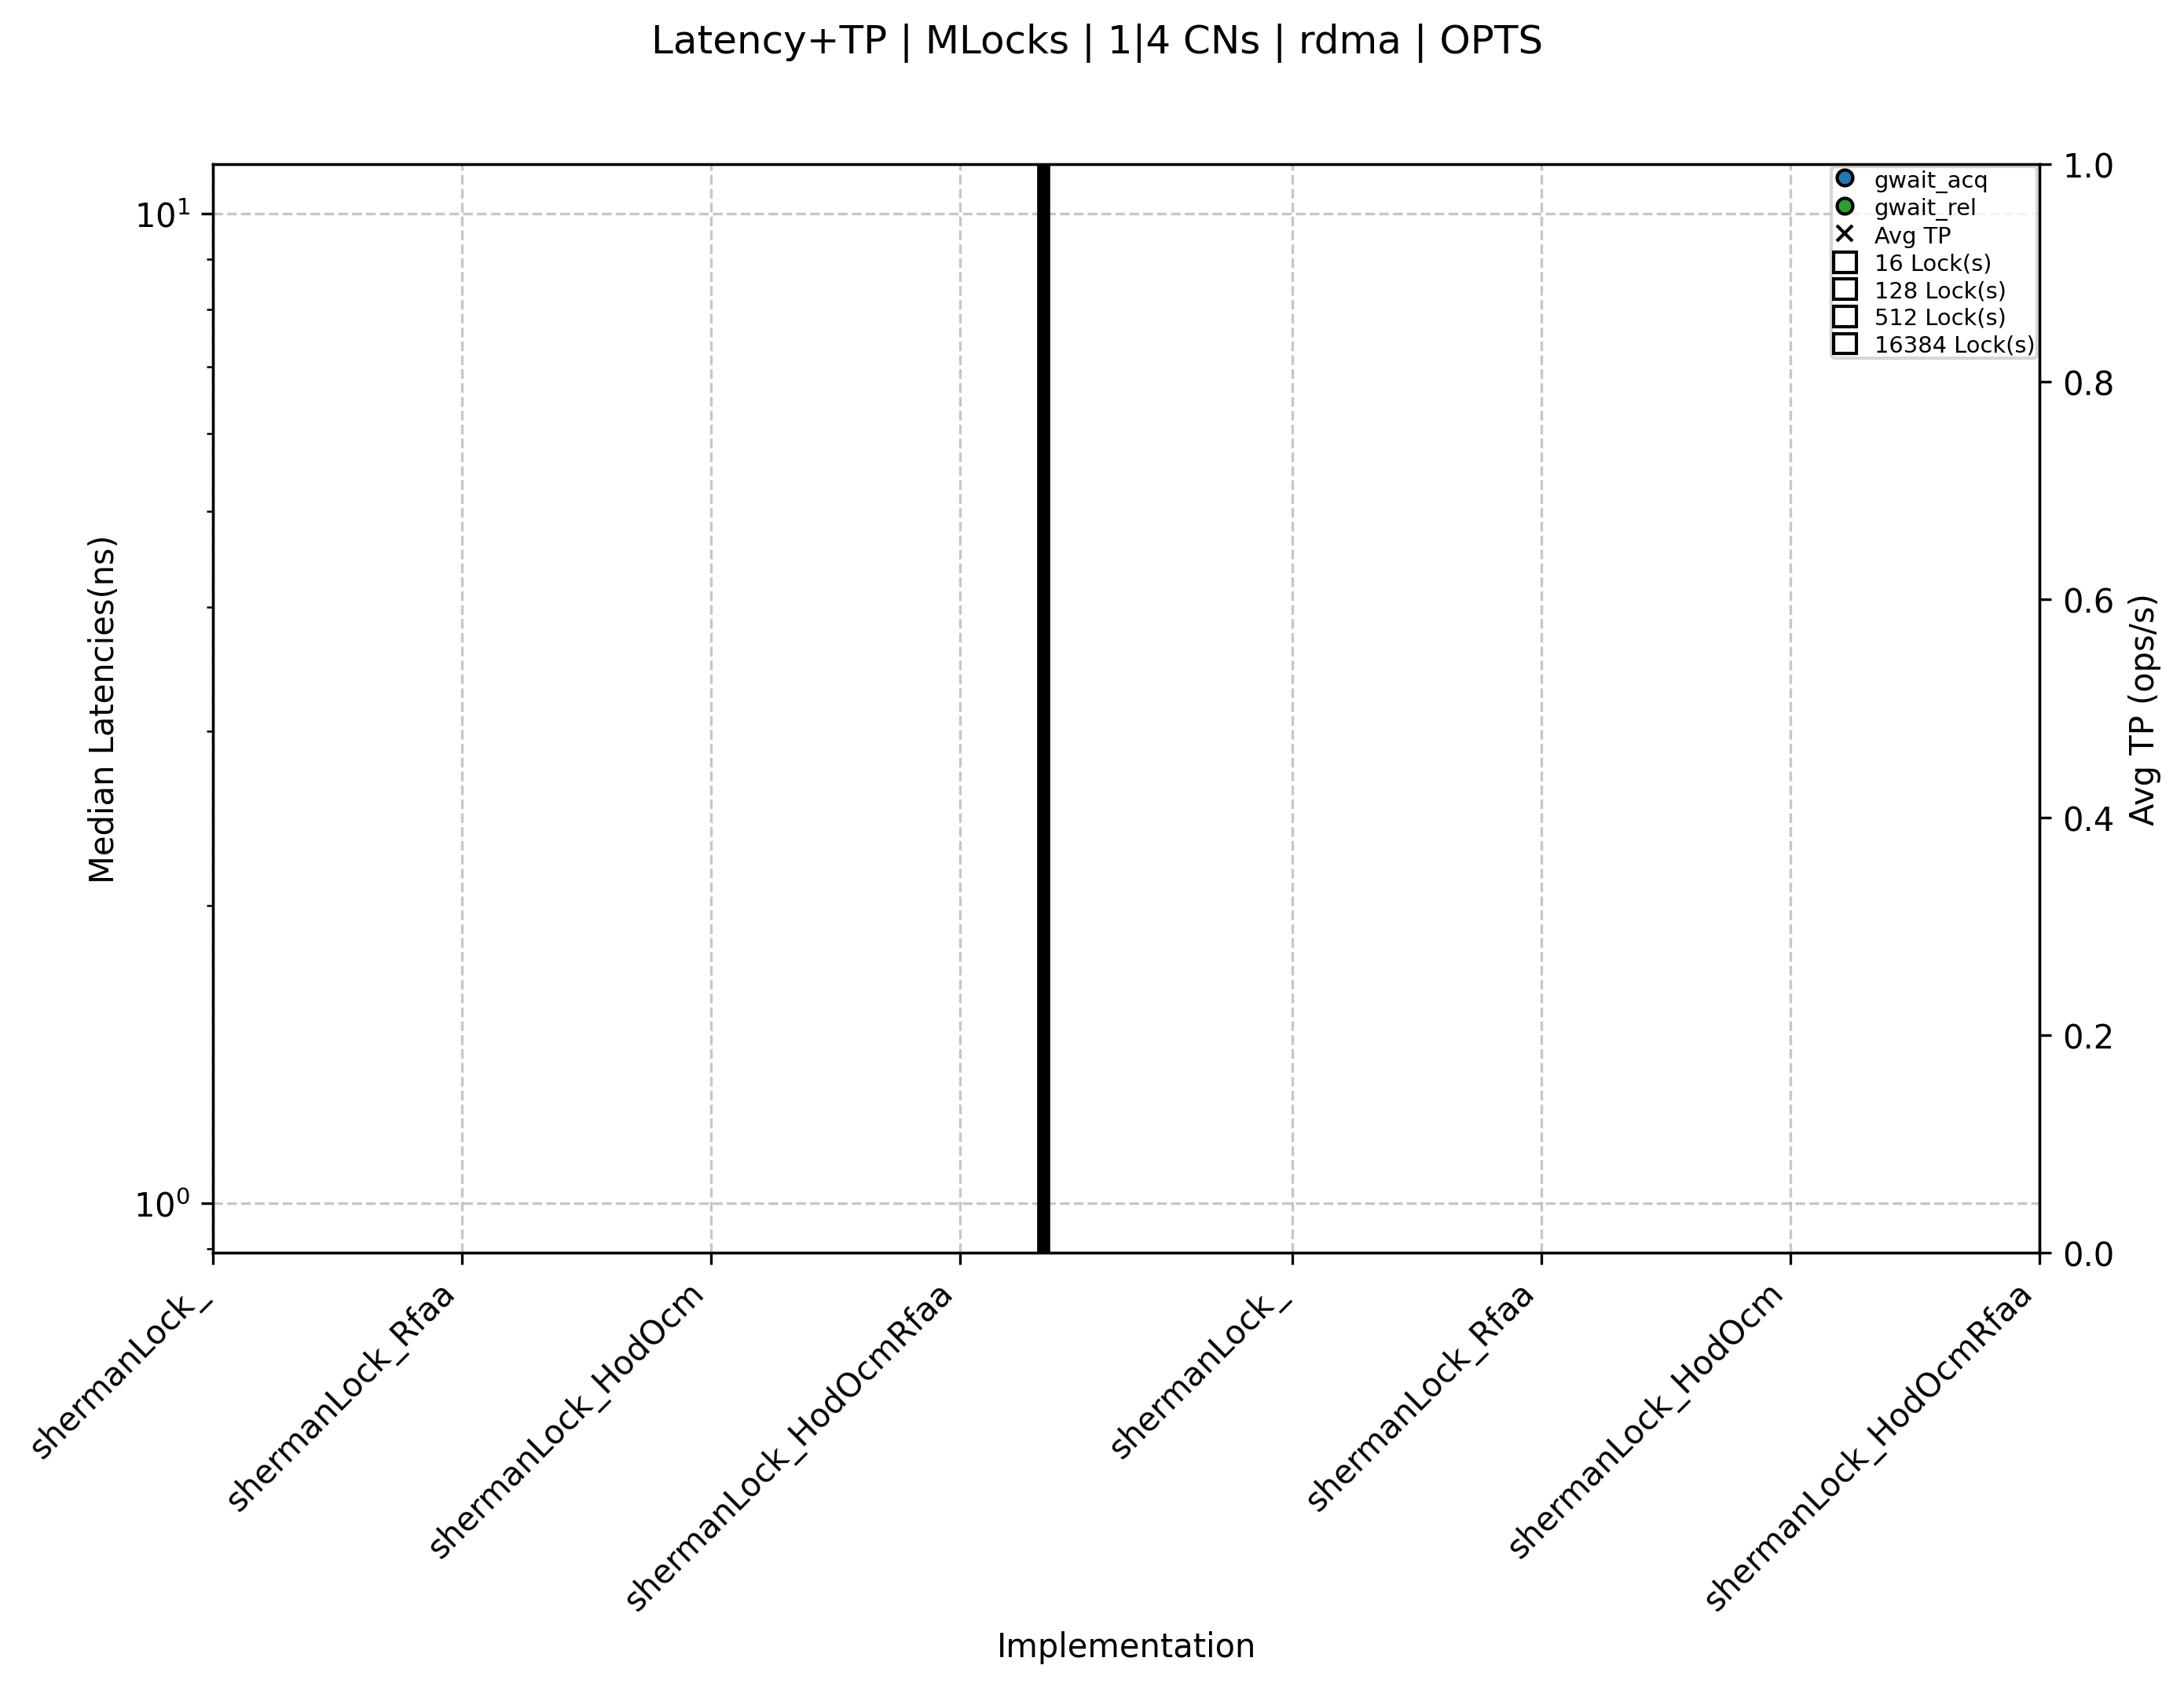 Latency+TP | MLocks | 1|4 CNs | rdma | OPTS
10¹
10⁰
Median Latencies(ns)
gwait_acq
gwait_rel
Avg TP
16 Lock(s)
128 Lock(s)
512 Lock(s)
16384 Lock(s)
1.0
0.8
0.6
0.4
0.2
0.0
Avg TP (ops/s)
shermanLock_
shermanLock_Rfaa
shermanLock_HodOcm
shermanLock_HodOcmRfaa
shermanLock_
shermanLock_Rfaa
shermanLock_HodOcm
shermanLock_HodOcmRfaa
Implementation